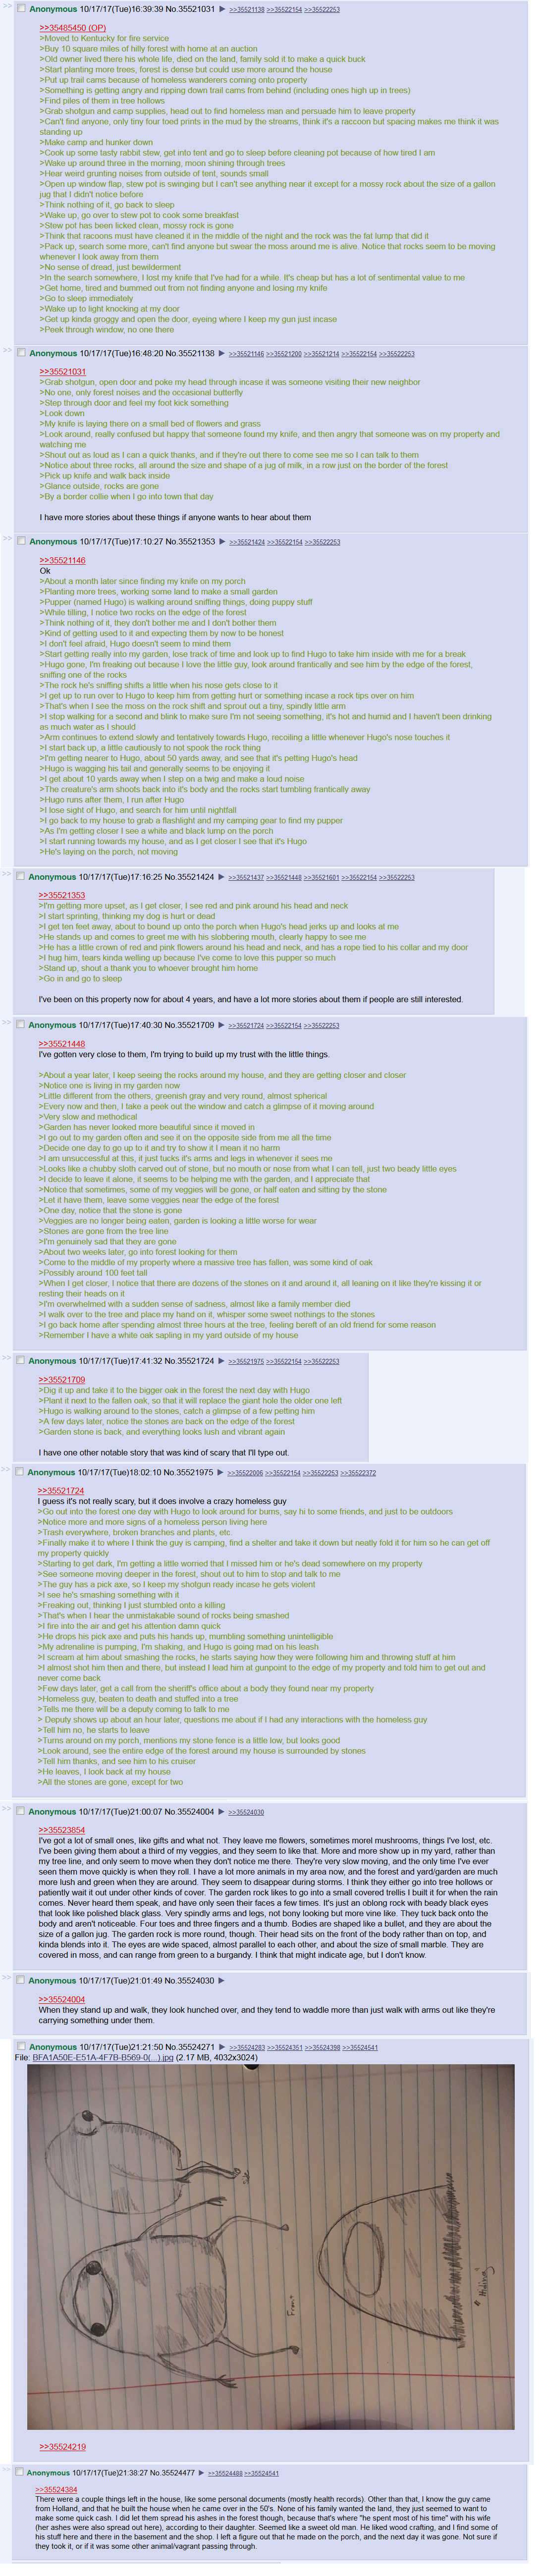 >> Anonymous 10/17/17(Tue)16:39:39 No.35521031 ▶ >>35521138 >>35522154 >>35522253
>>35485450 (OP)
>Moved to Kentucky for fire service
>Buy 10 square miles of hilly forest with home at an auction
>Old owner lived there his whole life, died on the land, family sold it to make a quick buck
>Start planting more trees, forest is dense but could use more around the house
>Put up trail cams because of homeless wanderers coming onto property
>Something is getting angry and ripping down trail cams from behind (including ones high up in trees)
>Find piles of them in tree hollows
>Grab shotgun and camp supplies, head out to find homeless man and persuade him to leave property
>Can't find anyone, only tiny four toed prints in the mud by the streams, think it's a raccoon but spacing makes me think it was
standing up
>Make camp and hunker down
>Cook up some tasty rabbit stew, get into tent and go to sleep before cleaning pot because of how tired I am
>Wake up around three in the morning, moon shining through trees
>Hear weird grunting noises from outside of tent, sounds small
>Open up window flap, stew pot is swinging but I can't see anything near it except for a mossy rock about the size of a gallon
jug that I didn't notice before
>Think nothing of it, go back to sleep
>Wake up, go over to stew pot to cook some breakfast
>Stew pot has been licked clean, mossy rock is gone
>Think that racoons must have cleaned it in the middle of the night and the rock was the fat lump that did it
>Pack up, search some more, can't find anyone but swear the moss around me is alive. Notice that rocks seem to be moving
whenever I look away from them
>No sense of dread, just bewilderment
>In the search somewhere, I lost my knife that I've had for a while. It's cheap but has a lot of sentimental value to me
>Get home, tired and bummed out from not finding anyone and losing my knife
>Go to sleep immediately
>Wake up to light knocking at my door
>Get up kinda groggy and open the door, eyeing where I keep my gun just incase
>Peek through window, no one there
>> Anonymous 10/17/17(Tue)16:48:20 No.35521138 ▶ >>35521146 >>35521200 >>35521214 >>35522154 >>35522253
>>35521031
>Grab shotgun, open door and poke my head through incase it was someone visiting their new neighbor
>No one, only forest noises and the occasional butterfly
>Step through door and feel my foot kick something
>Look down
>My knife is laying there on a small bed of flowers and grass
>Look around, really confused but happy that someone found my knife, and then angry that someone was on my property and
watching me
>Shout out as loud as I can a quick thanks, and if they're out there to come see me so I can talk to them
>Notice about three rocks, all around the size and shape of a jug of milk, in a row just on the border of the forest
>Pick up knife and walk back inside
>Glance outside, rocks are gone
>By a border collie when I go into town that day
I have more stories about these things if anyone wants to hear about them
>> Anonymous 10/17/17(Tue)17:10:27 No.35521353 ▶ >>35521424 >>35522154 >>35522253
>>35521146
Ok
>About a month later since finding my knife on my porch
>Planting more trees, working some land to make a small garden
>Pupper (named Hugo) is walking around sniffing things, doing puppy stuff
>While tilling, I notice two rocks on the edge of the forest
>Think nothing of it, they don't bother me and I don't bother them
>Kind of getting used to it and expecting them by now to be honest
>I don't feel afraid, Hugo doesn't seem to mind them
>Start getting really into my garden, lose track of time and look up to find Hugo to take him inside with me for a break
>Hugo gone, I'm freaking out because I love the little guy, look around frantically and see him by the edge of the forest,
sniffing one of the rocks
>The rock he's sniffing shifts a little when his nose gets close to it
>I get up to run over to Hugo to keep him from getting hurt or something incase a rock tips over on him
>That's when I see the moss on the rock shift and sprout out a tiny, spindly little arm
>I stop walking for a second and blink to make sure I'm not seeing something, it's hot and humid and I haven't been drinking
as much water as I should
>Arm continues to extend slowly and tentatively towards Hugo, recoiling a little whenever Hugo's nose touches it
>I start back up, a little cautiously to not spook the rock thing
>I'm getting nearer to Hugo, about 50 yards away, and see that it's petting Hugo's head
>Hugo is wagging his tail and generally seems to be enjoying it
>I get about 10 yards away when I step on a twig and make a loud noise
>The creature's arm shoots back into it's body and the rocks start tumbling frantically away
>Hugo runs after them, I run after Hugo
>I lose sight of Hugo, and search for him until nightfall
>I go back to my house to grab a flashlight and my camping gear to find my pupper
>As I'm getting closer I see a white and black lump on the porch
>I start running towards my house, and as I get closer I see that it's Hugo
>He's laying on the porch, not moving
>> Anonymous 10/17/17(Tue)17:16:25 No.35521424 ▶ >>35521437 >>35521448 >>35521601 >>35522154 >>35522253
>>35521353
>I'm getting more upset, as I get closer, I see red and pink around his head and neck
>I start sprinting, thinking my dog is hurt or dead
>I get ten feet away, about to bound up onto the porch when Hugo's head jerks up and looks at me
>He stands up and comes to greet me with his slobbering mouth, clearly happy to see me
>He has a little crown of red and pink flowers around his head and neck, and has a rope tied to his collar and my door
>I hug him, tears kinda welling up because I've come to love this pupper so much
>Stand up, shout a thank you to whoever brought him home
>Go in and go to sleep
I've been on this property now for about 4 years, and have a lot more stories about them if people are still interested.
>> Anonymous 10/17/17(Tue)17:40:30 No.35521709 ▶ >>35521724 >>35522154 >>35522253
>>35521448
I've gotten very close to them, I'm trying to build up my trust with the little things.
>About a year later, I keep seeing the rocks around my house, and they are getting closer and closer
>Notice one is living in my garden now
>Little different from the others, greenish gray and very round, almost spherical
>Every now and then, I take a peek out the window and catch a glimpse of it moving around
>Very slow and methodical
>Garden has never looked more beautiful since it moved in
>I go out to my garden often and see it on the opposite side from me all the time
>Decide one day to go up to it and try to show it I mean it no harm
>I am unsuccessful at this, it just tucks it's arms and legs in whenever it sees me
>Looks like a chubby sloth carved out of stone, but no mouth or nose from what I can tell, just two beady little eyes
>I decide to leave it alone, it seems to be helping me with the garden, and I appreciate that
>Notice that sometimes, some of my veggies will be gone, or half eaten and sitting by the stone
>Let it have them, leave some veggies near the edge of the forest
>One day, notice that the stone is gone
>Veggies are no longer being eaten, garden is looking a little worse for wear
>Stones are gone from the tree line
>I'm genuinely sad that they are gone
>About two weeks later, go into forest looking for them
>Come to the middle of my property where a massive tree has fallen, was some kind of oak
>Possibly around 100 feet tall
>When I get closer, I notice that there are dozens of the stones on it and around it, all leaning on it like they're kissing it or
resting their heads on it
>I'm overwhelmed with a sudden sense of sadness, almost like a family member died
>I walk over to the tree and place my hand on it, whisper some sweet nothings to the stones
>I go back home after spending almost three hours at the tree, feeling bereft of an old friend for some reason
>Remember I have a white oak sapling in my yard outside of my house
>> Anonymous 10/17/17(Tue)17:41:32 No.35521724 ▶ >>35521975 >>35522154 >>35522253
>>35521709
>Dig it up and take it to the bigger oak in the forest the next day with Hugo
>Plant it next to the fallen oak, so that it will replace the giant hole the older one left
>Hugo is walking around to the stones, catch a glimpse of a few petting him
>A few days later, notice the stones are back on the edge of the forest
>Garden stone is back, and everything looks lush and vibrant again
I have one other notable story that was kind of scary that I'll type out.
>> Anonymous 10/17/17(Tue)18:02:10 No.35521975 ▶ >>35522006 >>35522154 >>35522253 >>35522372
>>35521724
I guess it's not really scary, but it does involve a crazy homeless guy
>Go out into the forest one day with Hugo to look around for bums, say hi to some friends, and just to be outdoors
>Notice more and more signs of a homeless person living here
>Trash everywhere, broken branches and plants, etc.
>Finally make it to where I think the guy is camping, find a shelter and take it down but neatly fold it for him so he can get off
my property quickly
>Starting to get dark, I'm getting a little worried that I missed him or he's dead somewhere on my property
>See someone moving deeper in the forest, shout out to him to stop and talk to me
>The guy has a pick axe, so I keep my shotgun ready incase he gets violent
>I see he's smashing something with it
>Freaking out, thinking I just stumbled onto a killing
>That's when I hear the unmistakable sound of rocks being smashed
>I fire into the air and get his attention damn quick
>He drops his pick axe and puts his hands up, mumbling something unintelligible
>My adrenaline is pumping, I'm shaking, and Hugo is going mad on his leash
>I scream at him about smashing the rocks, he starts saying how they were following him and throwing stuff at him
>I almost shot him then and there, but instead I lead him at gunpoint to the edge of my property and told him to get out and
never come back
>Few days later, get a call from the sheriff's office about a body they found near my property
>Homeless guy, beaten to death and stuffed into a tree
>Tells me there will be a deputy coming to talk to me
> Deputy shows up about an hour later, questions me about if I had any interactions with the homeless guy
>Tell him no, he starts to leave
>Turns around on my porch, mentions my stone fence is a little low, but looks good
>Look around, see the entire edge of the forest around my house is surrounded by stones
>Tell him thanks, and see him to his cruiser
>He leaves, I look back at my house
>All the stones are gone, except for two
>> Anonymous 10/17/17(Tue)21:00:07 No.35524004 ▶ >>35524030
>>35523854
I've got a lot of small ones, like gifts and what not. They leave me flowers, sometimes morel mushrooms, things I've lost, etc.
I've been giving them about a third of my veggies, and they seem to like that. More and more show up in my yard, rather than
my tree line, and only seem to move when they don't notice me there. They're very slow moving, and the only time I've ever
seen them move quickly is when they roll. I have a lot more animals in my area now, and the forest and yard/garden are much
more lush and green when they are around. They seem to disappear during storms. I think they either go into tree hollows or
patiently wait it out under other kinds of cover. The garden rock likes to go into a small covered trellis I built it for when the rain
comes. Never heard them speak, and have only seen their faces a few times. It's just an oblong rock with beady black eyes
that look like polished black glass. Very spindly arms and legs, not bony looking but more vine like. They tuck back onto the
body and aren't noticeable. Four toes and three fingers and a thumb. Bodies are shaped like a bullet, and they are about the
size of a gallon jug. The garden rock is more round, though. Their head sits on the front of the body rather than on top, and
kinda blends into it. The eyes are wide spaced, almost parallel to each other, and about the size of small marble. They are
covered in moss, and can range from green to a burgandy. I think that might indicate age, but I don't know.
>> Anonymous 10/17/17(Tue)21:01:49 No.35524030 ▶
>>35524004
When they stand up and walk, they look hunched over, and they tend to waddle more than just walk with arms out like they're
carrying something under them.
Anonymous 10/17/17(Tue)21:21:50 No.35524271 ▶ >>35524283 >>35524351 >>35524398 >>35524541
File: BFA1A50E-E51A-4F7B-B569-0(...).jpg (2.17 MB, 4032x3024)
Front
"Hiding"
>>35524219
>> Anonymous 10/17/17(Tue)21:38:27 No.35524477 ▶ >>35524488 >>35524541
>>35524384
There were a couple things left in the house, like some personal documents (mostly health records). Other than that, I know the guy came
from Holland, and that he built the house when he came over in the 50's. None of his family wanted the land, they just seemed to want to
make some quick cash. I did let them spread his ashes in the forest though, because that's where "he spent most of his time" with his wife
(her ashes were also spread out here), according to their daughter. Seemed like a sweet old man. He liked wood crafting, and I find some of
his stuff here and there in the basement and the shop. I left a figure out that he made on the porch, and the next day it was gone. Not sure if
they took it, or if it was some other animal/vagrant passing through.